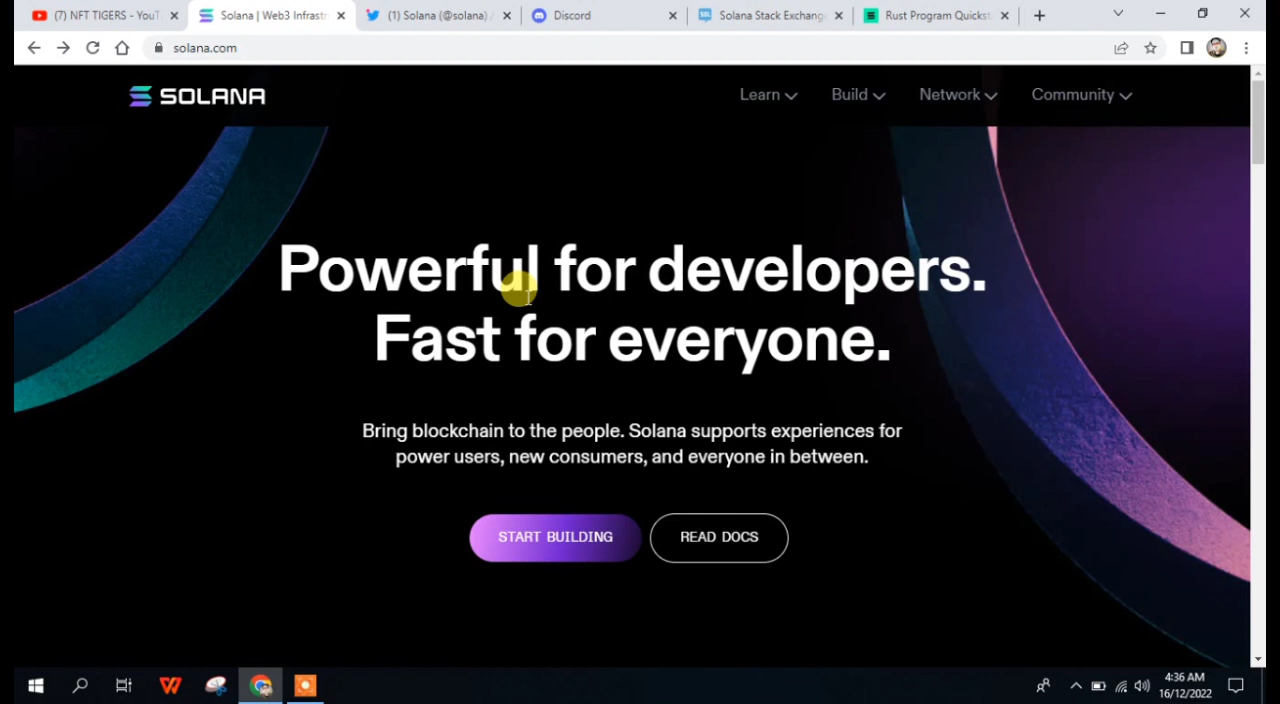 (7) NFT TIGERS - YouT
Solana | Web3 Infrastr
(1) Solana (@solana) /
Discord
Solana Stack Exchange
Rust Program Quickst
solana.com
SOLANA
Learn
Build
Network
Community
Powerful for developers.
Fast for everyone.
Bring blockchain to the people. Solana supports experiences for
power users, new consumers, and everyone in between.
START BUILDING
READ DOCS
4:36 AM
16/12/2022